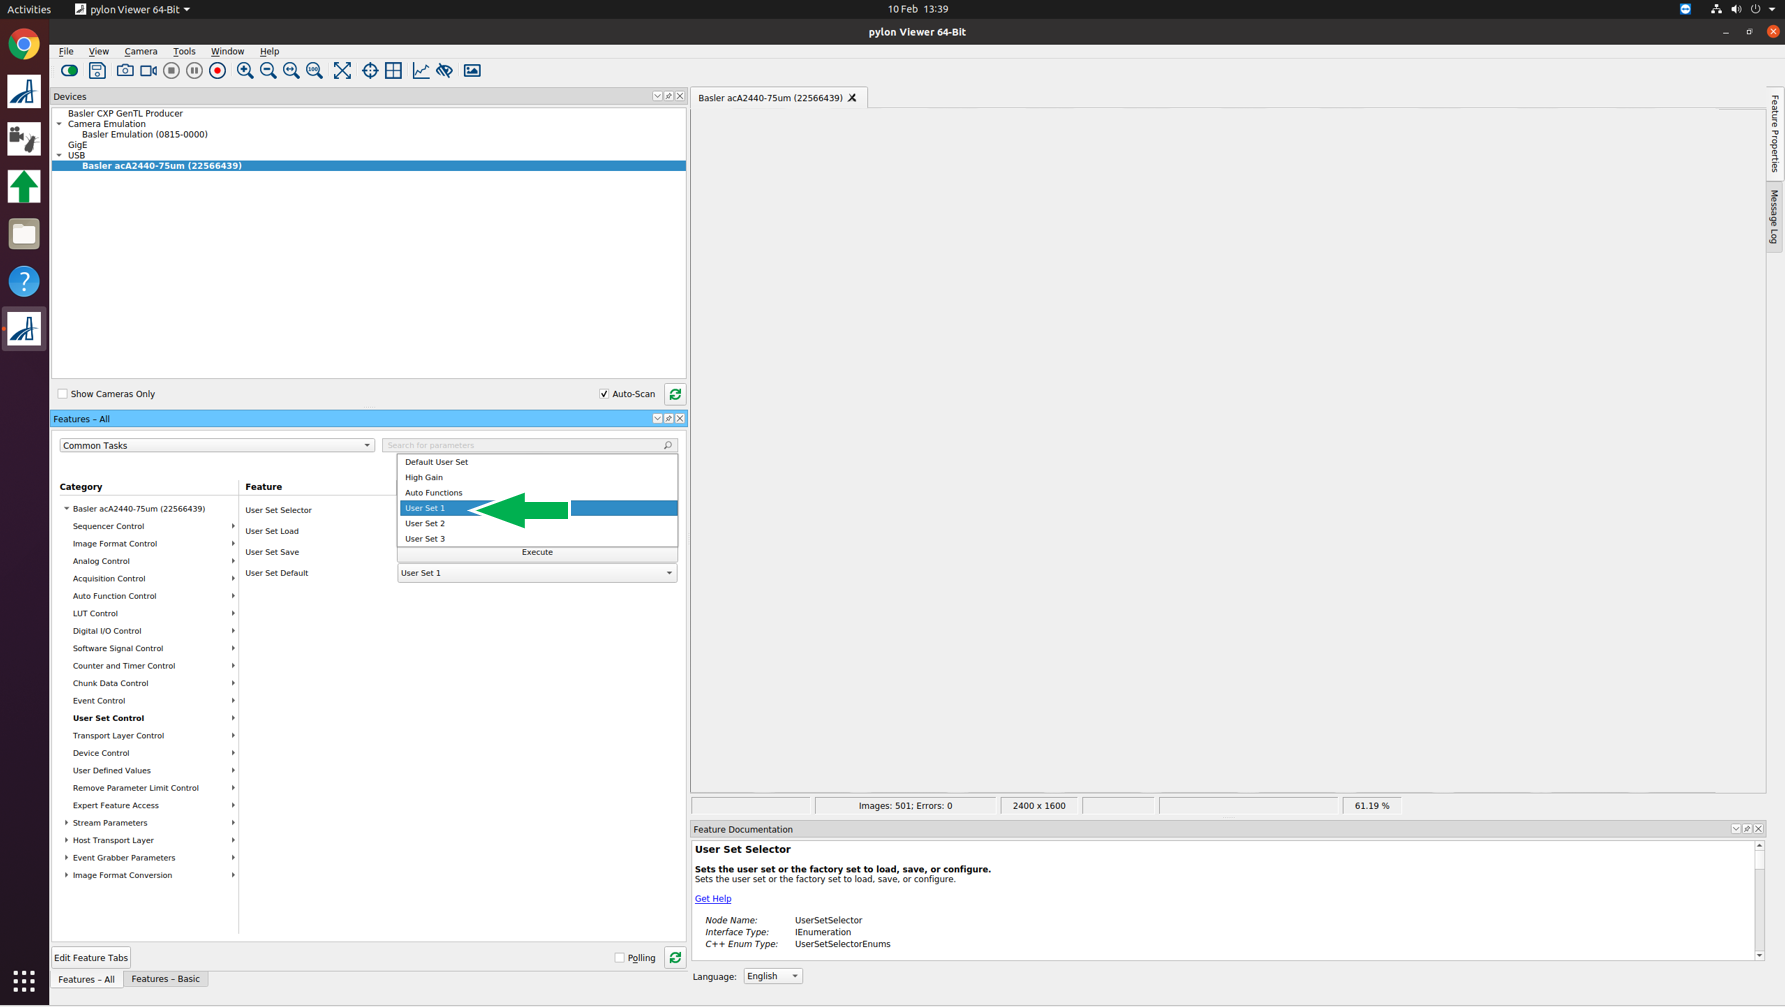 Activities
pylon Viewer 64-Bit
10 Feb 13:39
pylon Viewer 64-Bit
File View Camera Tools Window Help
100
Devices
Basler CXP GenTL Producer
Camera Emulation
Basler Emulation (0815-0000)
GigE
USB
Basler acA2440-75um (22566439)
Show Cameras Only
Auto-Scan
Features – All
Common Tasks
Search for parameters
Category
Feature
Basler acA2440-75um (22566439)
Sequencer Control
Image Format Control
Analog Control
Acquisition Control
Auto Function Control
LUT Control
Digital I/O Control
Software Signal Control
Counter and Timer Control
Chunk Data Control
Event Control
User Set Control
Transport Layer Control
Device Control
User Defined Values
Remove Parameter Limit Control
Expert Feature Access
Stream Parameters
Host Transport Layer
Event Grabber Parameters
Image Format Conversion
User Set Selector
User Set Load
User Set Save
User Set Default
Default User Set
High Gain
Auto Functions
User Set 1
User Set 2
User Set 3
Execute
User Set 1
Edit Feature Tabs
Polling
Features – All
Features – Basic
Basler acA2440-75um (22566439)
Feature Properties
Message Log
Images: 501; Errors: 0
2400 x 1600
61.19 %
Feature Documentation
User Set Selector
Sets the user set or the factory set to load, save, or configure.
Sets the user set or the factory set to load, save, or configure.
Get Help
Node Name: UserSetSelector
Interface Type: IEnumeration
C++ Enum Type: UserSetSelectorEnums
Language: English